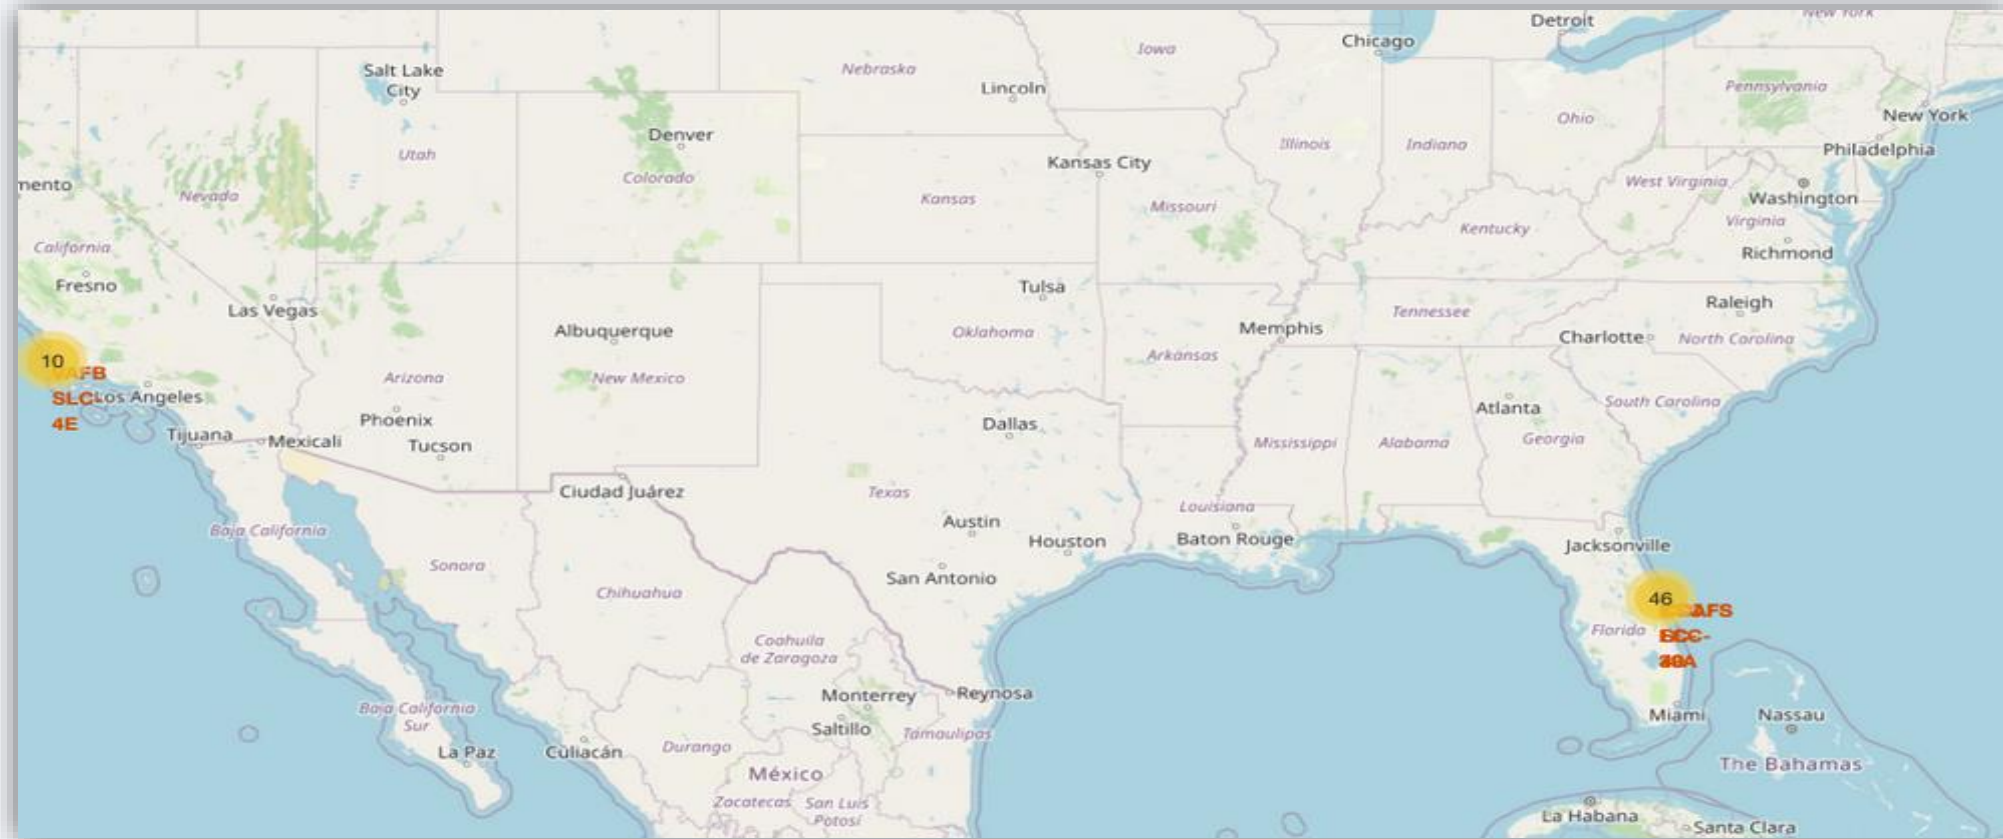 New York
Detroit
Chicago
Iowa
Salt Lake
City
Nebraska
Lincoln
Pennsylvania
New York
Ohio
Denver
Utah
Illinois
Indiana
Philadelphia
Kansas City
Colorado
mento
Nevada
Kansas
Missouri
West Virginia
Washington
Virginia
Kentucky
California
Richmond
Fresno
Las Vegas
Tulsa
Raleigh
Tennessee
Albuquerque
Oklahoma
Memphis
Charlotte
North Carolina
Arkansas
10
Arizona
New Mexico
SLC-
4E
Los Angeles
Phoenix
Dallas
Atlanta
South Carolina
Tijuana
Mexicali
Tucson
Mississippi
Alabama
Georgia
Ciudad Juárez
Texas
Louisiana
Baja California
Austin
Houston
Baton Rouge
Jacksonville
Sonora
San Antonio
Chihuahua
46
Florida
Coahuila
de Zaragoza
Monterrey
Reynosa
Baja California
Sur
Saltillo
Tamaulipas
Miami
Nassau
La Paz
Culiacán
Durango
México
The Bahamas
Zacatecas
San Luis
Potosí
La Habana
Santa Clara